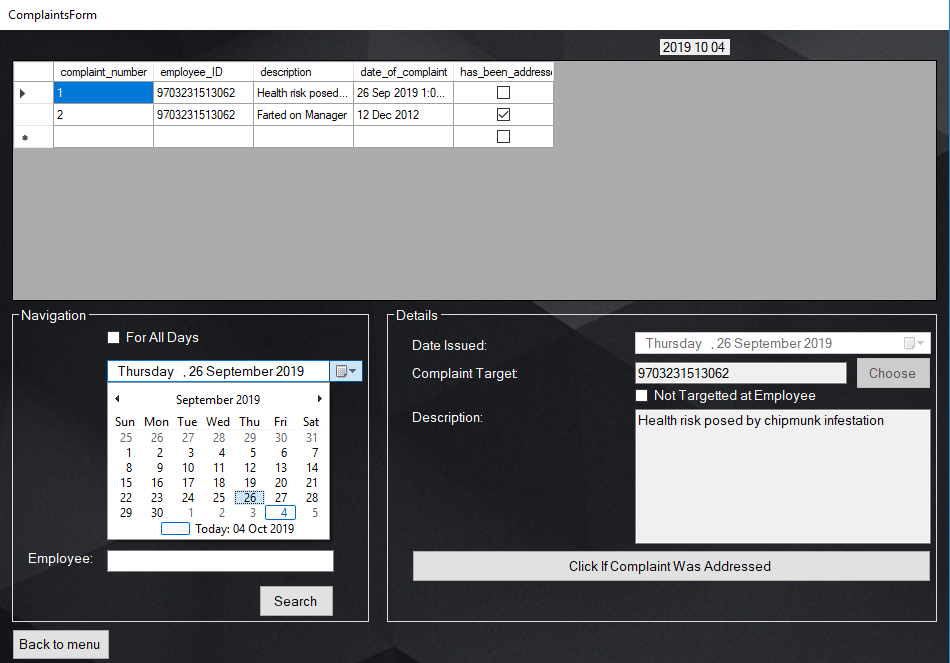 ComplaintsForm
2019 10 04
complaint_number employee_ID description date_of_complaint has_been_addresse
1 9703231513062 Health risk posed... 26 Sep 2019 1:0...
2 9703231513062 Farted on Manager 12 Dec 2012
Navigation
For All Days
Thursday , 26 September 2019
September 2019
Sun Mon Tue Wed Thu Fri Sat
25 26 27 28 29 30 31
1 2 3 4 5 6 7
8 9 10 11 12 13 14
15 16 17 18 19 20 21
22 23 24 25 26 27 28
29 30 1 2 3 4 5
Today: 04 Oct 2019
Employee:
Search
Details
Date Issued: Thursday , 26 September 2019
Complaint Target: 9703231513062 Choose
Not Targetted at Employee
Description: Health risk posed by chipmunk infestation
Click If Complaint Was Addressed
Back to menu